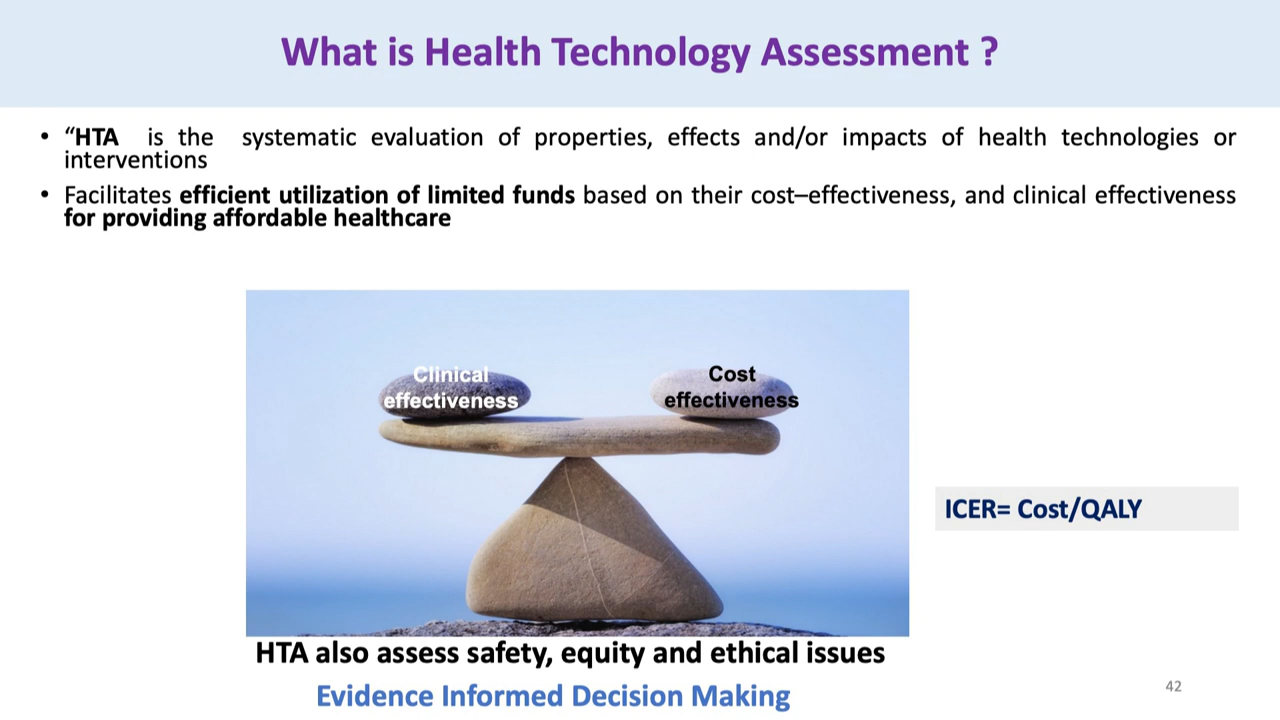 What is Health Technology Assessment ?
• “HTA is the systematic evaluation of properties, effects and/or impacts of health technologies or
interventions
• Facilitates efficient utilization of limited funds based on their cost–effectiveness, and clinical effectiveness
for providing affordable healthcare
Clinical
effectiveness
Cost
effectiveness
ICER= Cost/QALY
HTA also assess safety, equity and ethical issues
Evidence Informed Decision Making
42